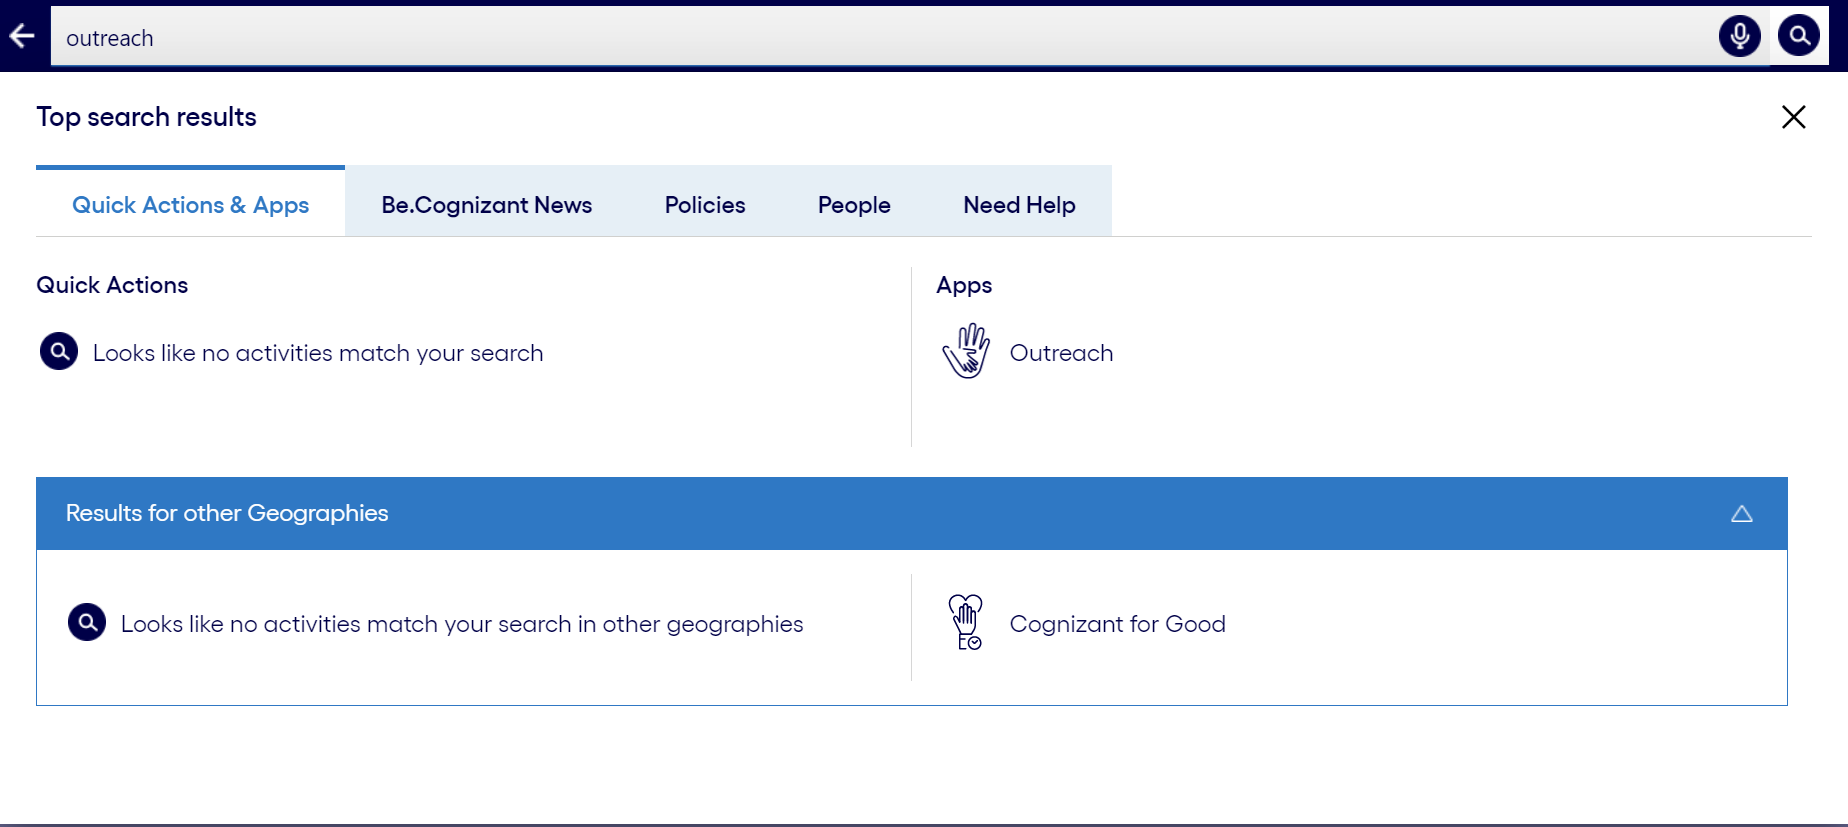 outreach
Top search results
Quick Actions & Apps
Be.Cognizant News
Policies
People
Need Help
Quick Actions
Looks like no activities match your search
Apps
Outreach
Results for other Geographies
Looks like no activities match your search in other geographies
Cognizant for Good